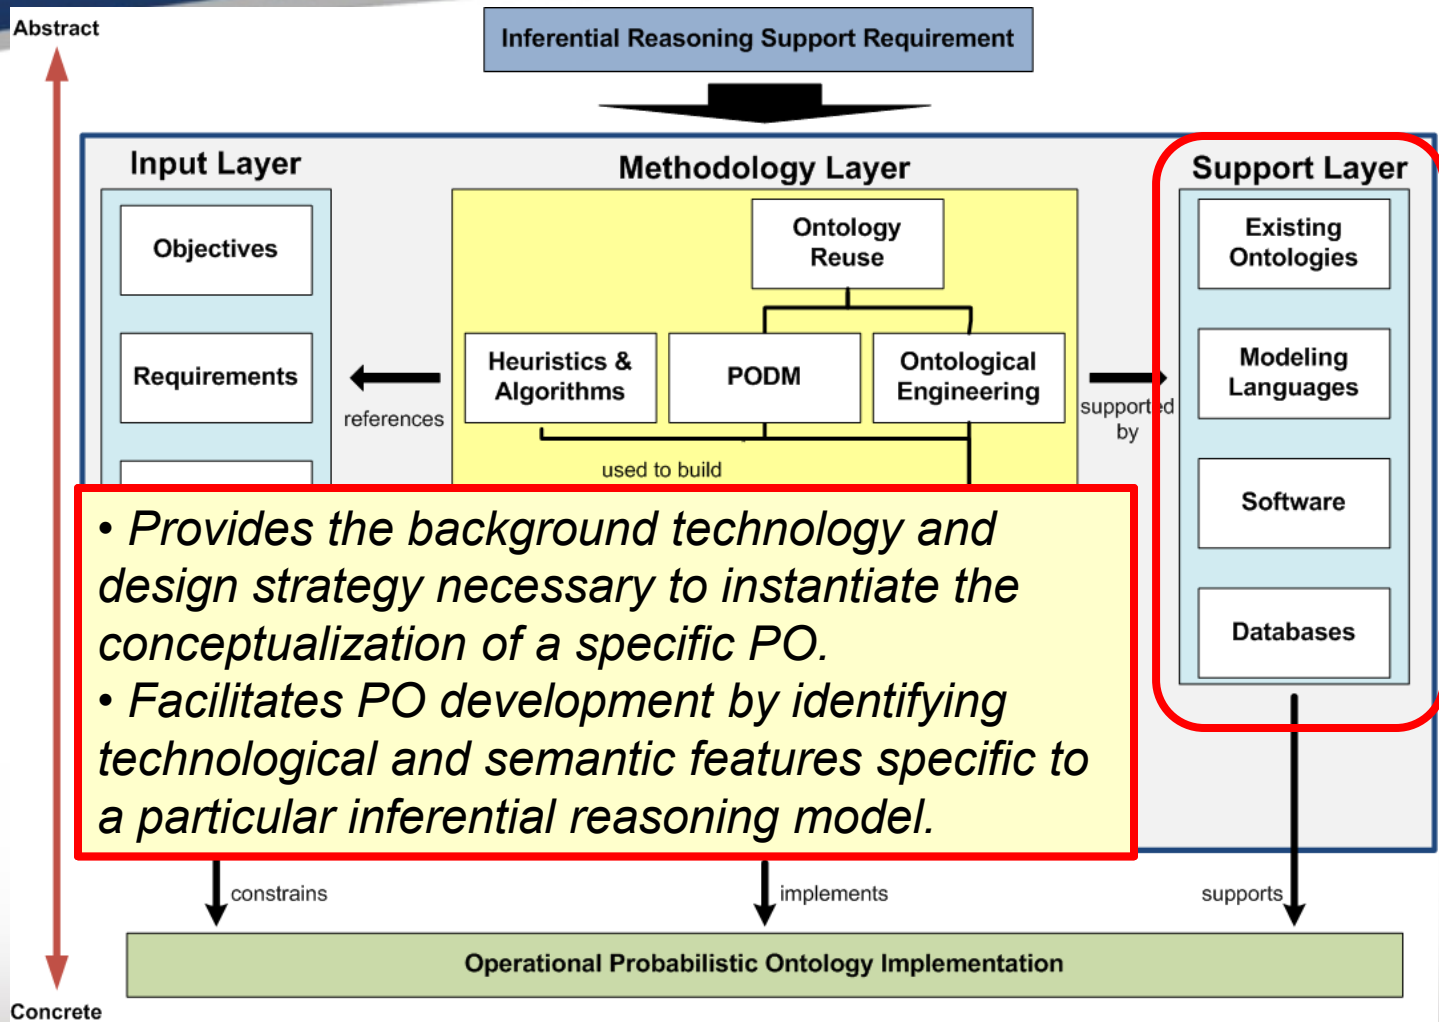 Abstract
Inferential Reasoning Support Requirement
Input Layer
Methodology Layer
Support Layer
Objectives
Ontology
Reuse
Existing
Ontologies
Requirements
references
Heuristics &
Algorithms
PODM
Ontological
Engineering
supported
by
Modeling
Languages
used to build
Software
Databases
• Provides the background technology and
design strategy necessary to instantiate the
conceptualization of a specific PO.
• Facilitates PO development by identifying
technological and semantic features specific to
a particular inferential reasoning model.
constrains
implements
supports
Operational Probabilistic Ontology Implementation
Concrete